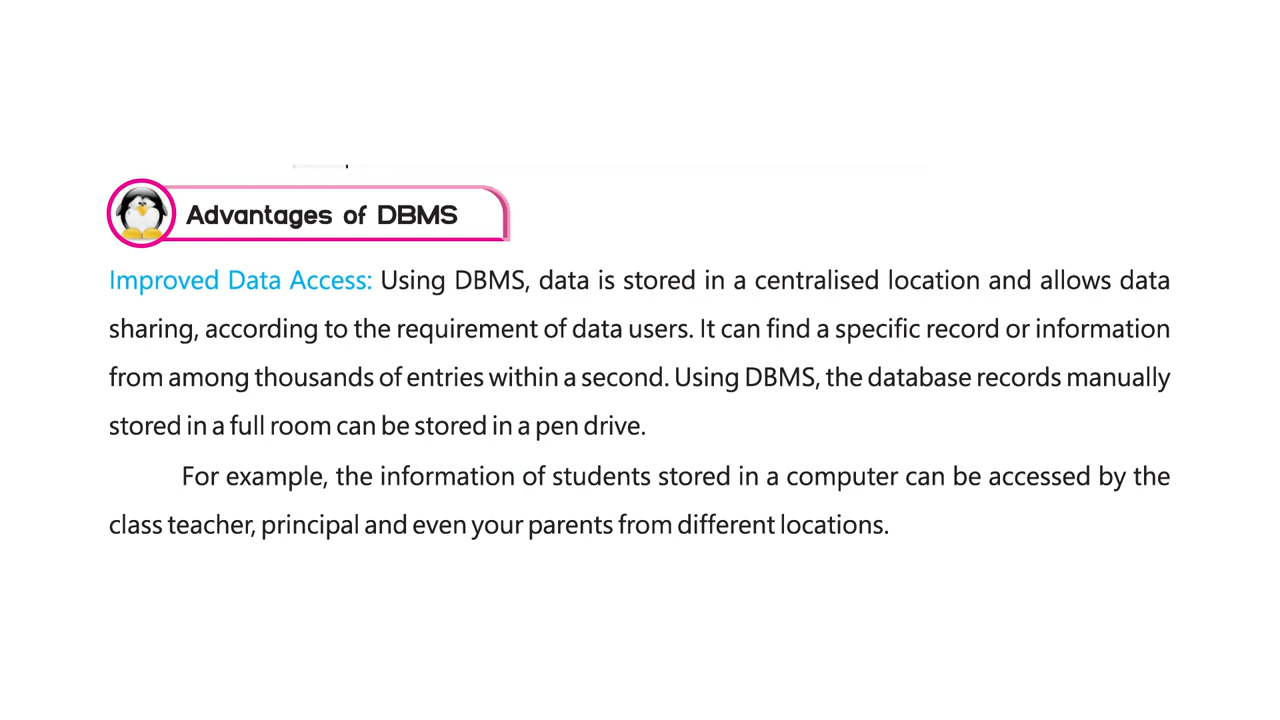 Advantages of DBMS
Improved Data Access: Using DBMS, data is stored in a centralised location and allows data
sharing, according to the requirement of data users. It can find a specific record or information
from among thousands of entries within a second. Using DBMS, the database records manually
stored in a full room can be stored in a pen drive.
For example, the information of students stored in a computer can be accessed by the
class teacher, principal and even your parents from different locations.